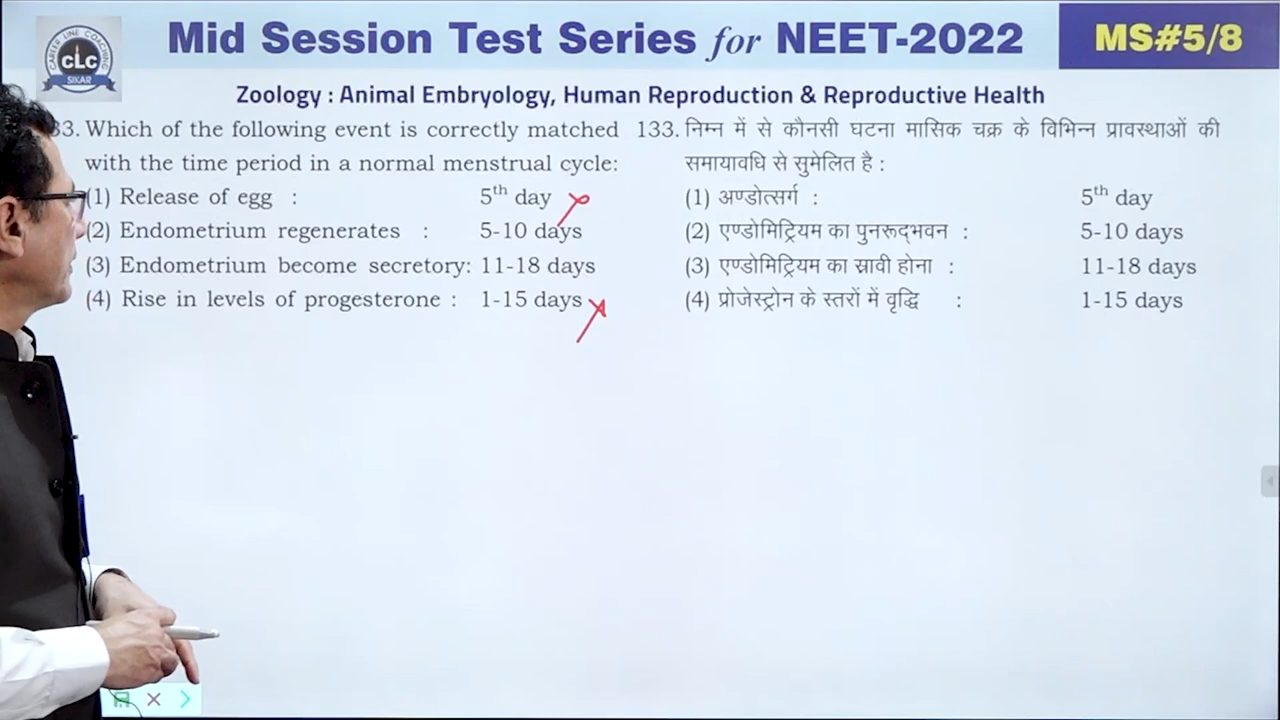 CAREER LINE COACHING
CLC
SIKAR
Mid Session Test Series for NEET-2022
MS#5/8
Zoology : Animal Embryology, Human Reproduction & Reproductive Health
33. Which of the following event is correctly matched
with the time period in a normal menstrual cycle:
(1) Release of egg : 5th day
(2) Endometrium regenerates : 5-10 days
(3) Endometrium become secretory: 11-18 days
(4) Rise in levels of progesterone : 1-15 days
133. निम्न में से कौनसी घटना मासिक चक्र के विभिन्न प्रावस्थाओं की
समायावधि से सुमेलित है :
(1) अण्डोत्सर्ग : 5th day
(2) एण्डोमिट्रियम का पुनरूद्भवन : 5-10 days
(3) एण्डोमिट्रियम का स्रावी होना : 11-18 days
(4) प्रोजेस्ट्रोन के स्तरों में वृद्धि : 1-15 days